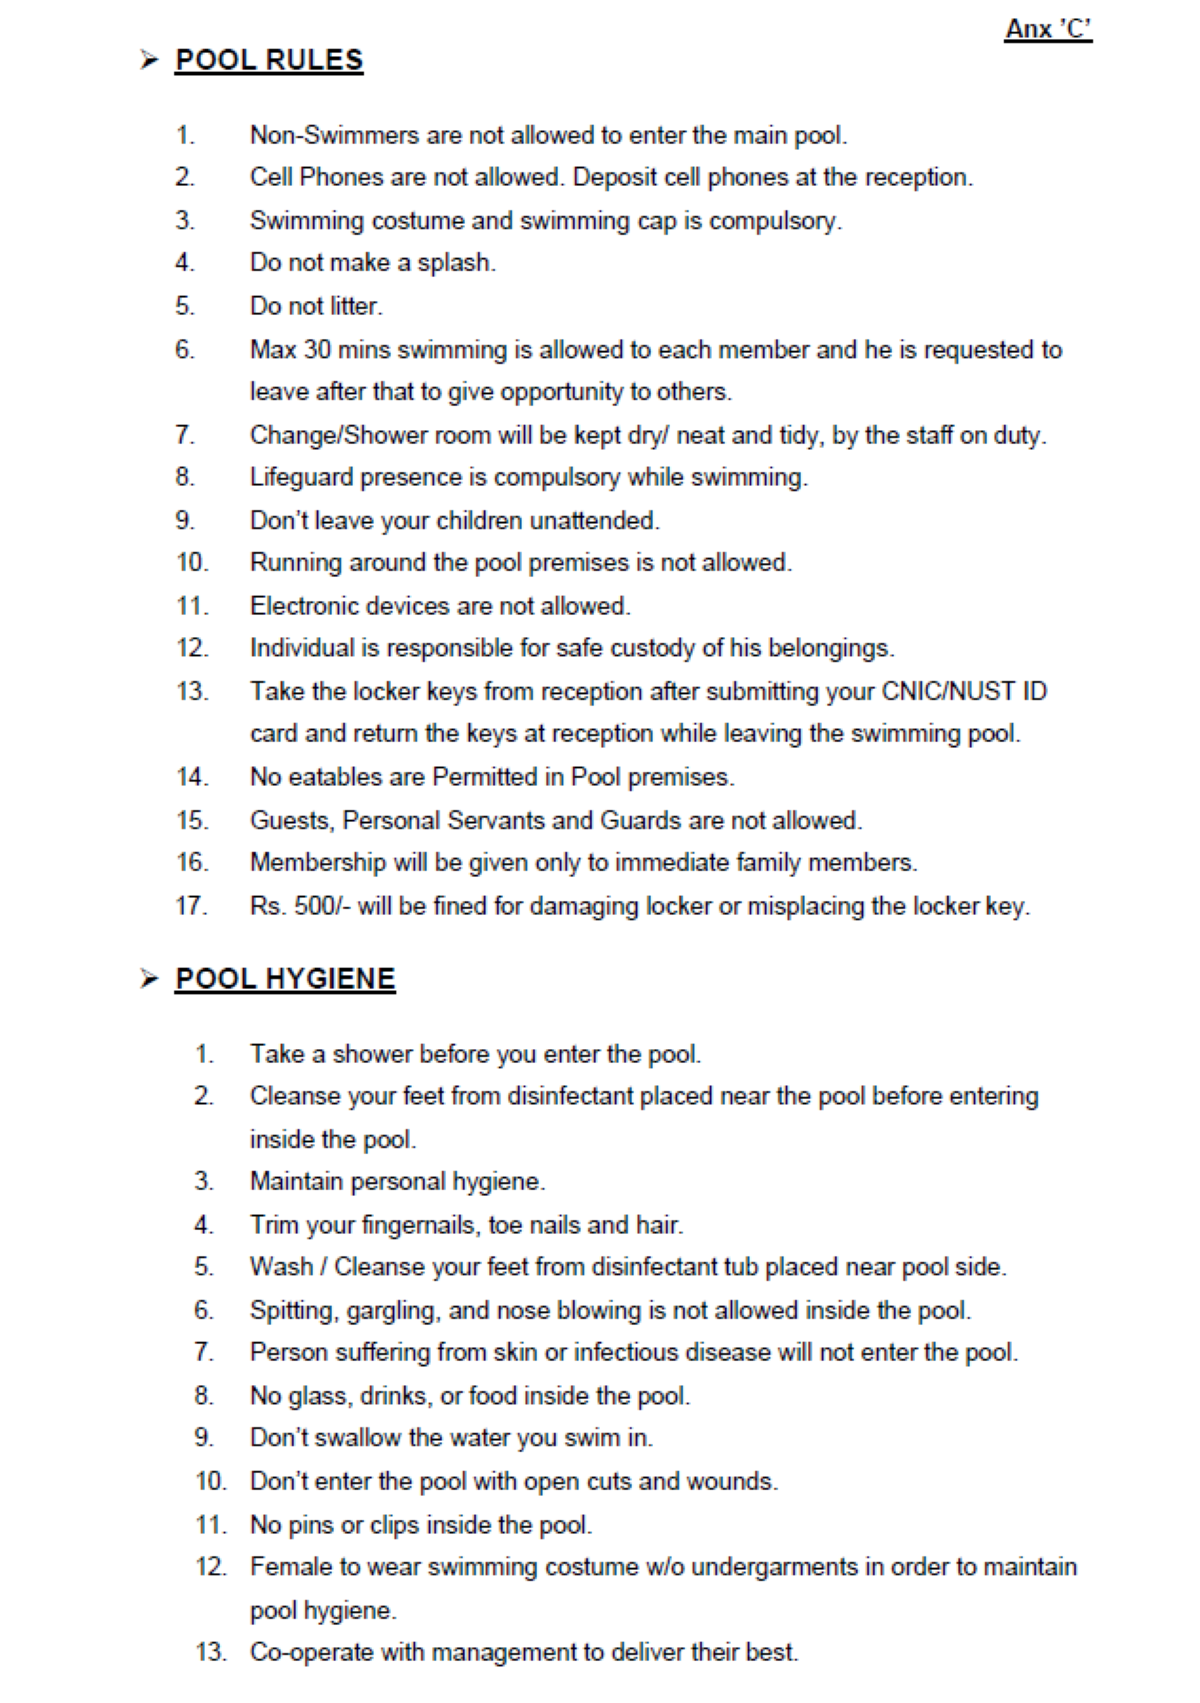 Anx 'C'
➢ POOL RULES
1. Non-Swimmers are not allowed to enter the main pool.
2. Cell Phones are not allowed. Deposit cell phones at the reception.
3. Swimming costume and swimming cap is compulsory.
4. Do not make a splash.
5. Do not litter.
6. Max 30 mins swimming is allowed to each member and he is requested to
leave after that to give opportunity to others.
7. Change/Shower room will be kept dry/ neat and tidy, by the staff on duty.
8. Lifeguard presence is compulsory while swimming.
9. Don't leave your children unattended.
10. Running around the pool premises is not allowed.
11. Electronic devices are not allowed.
12. Individual is responsible for safe custody of his belongings.
13. Take the locker keys from reception after submitting your CNIC/NUST ID
card and return the keys at reception while leaving the swimming pool.
14. No eatables are Permitted in Pool premises.
15. Guests, Personal Servants and Guards are not allowed.
16. Membership will be given only to immediate family members.
17. Rs. 500/- will be fined for damaging locker or misplacing the locker key.
➢ POOL HYGIENE
1. Take a shower before you enter the pool.
2. Cleanse your feet from disinfectant placed near the pool before entering
inside the pool.
3. Maintain personal hygiene.
4. Trim your fingernails, toe nails and hair.
5. Wash / Cleanse your feet from disinfectant tub placed near pool side.
6. Spitting, gargling, and nose blowing is not allowed inside the pool.
7. Person suffering from skin or infectious disease will not enter the pool.
8. No glass, drinks, or food inside the pool.
9. Don't swallow the water you swim in.
10. Don't enter the pool with open cuts and wounds.
11. No pins or clips inside the pool.
12. Female to wear swimming costume w/o undergarments in order to maintain
pool hygiene.
13. Co-operate with management to deliver their best.